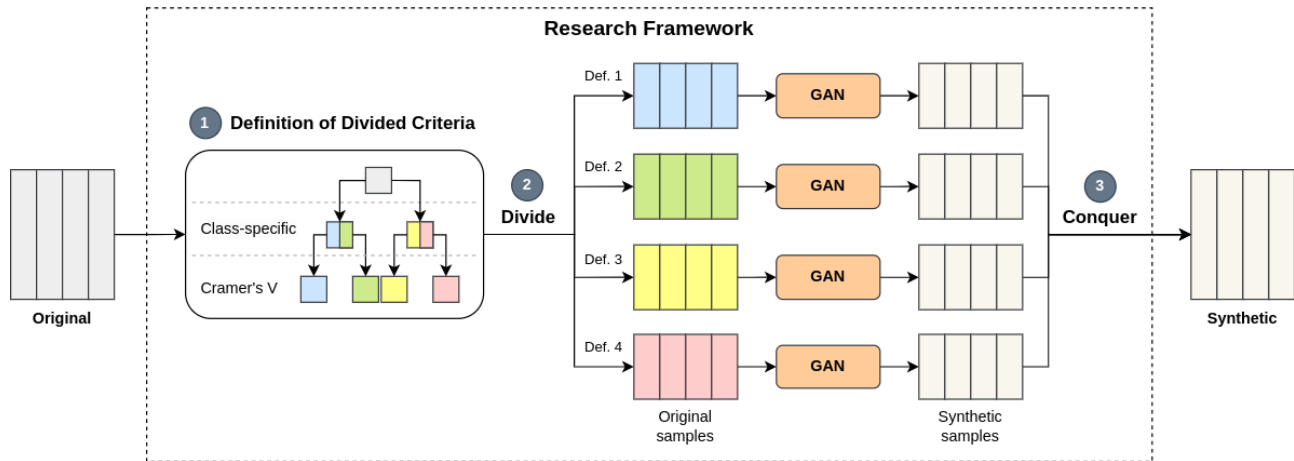 Research Framework
1
Definition of Divided Criteria
Class-specific
Cramer's V
Original
2
Divide
Def. 1
GAN
Def. 2
GAN
Def. 3
GAN
Def. 4
GAN
Original
samples
Synthetic
samples
3
Conquer
Synthetic